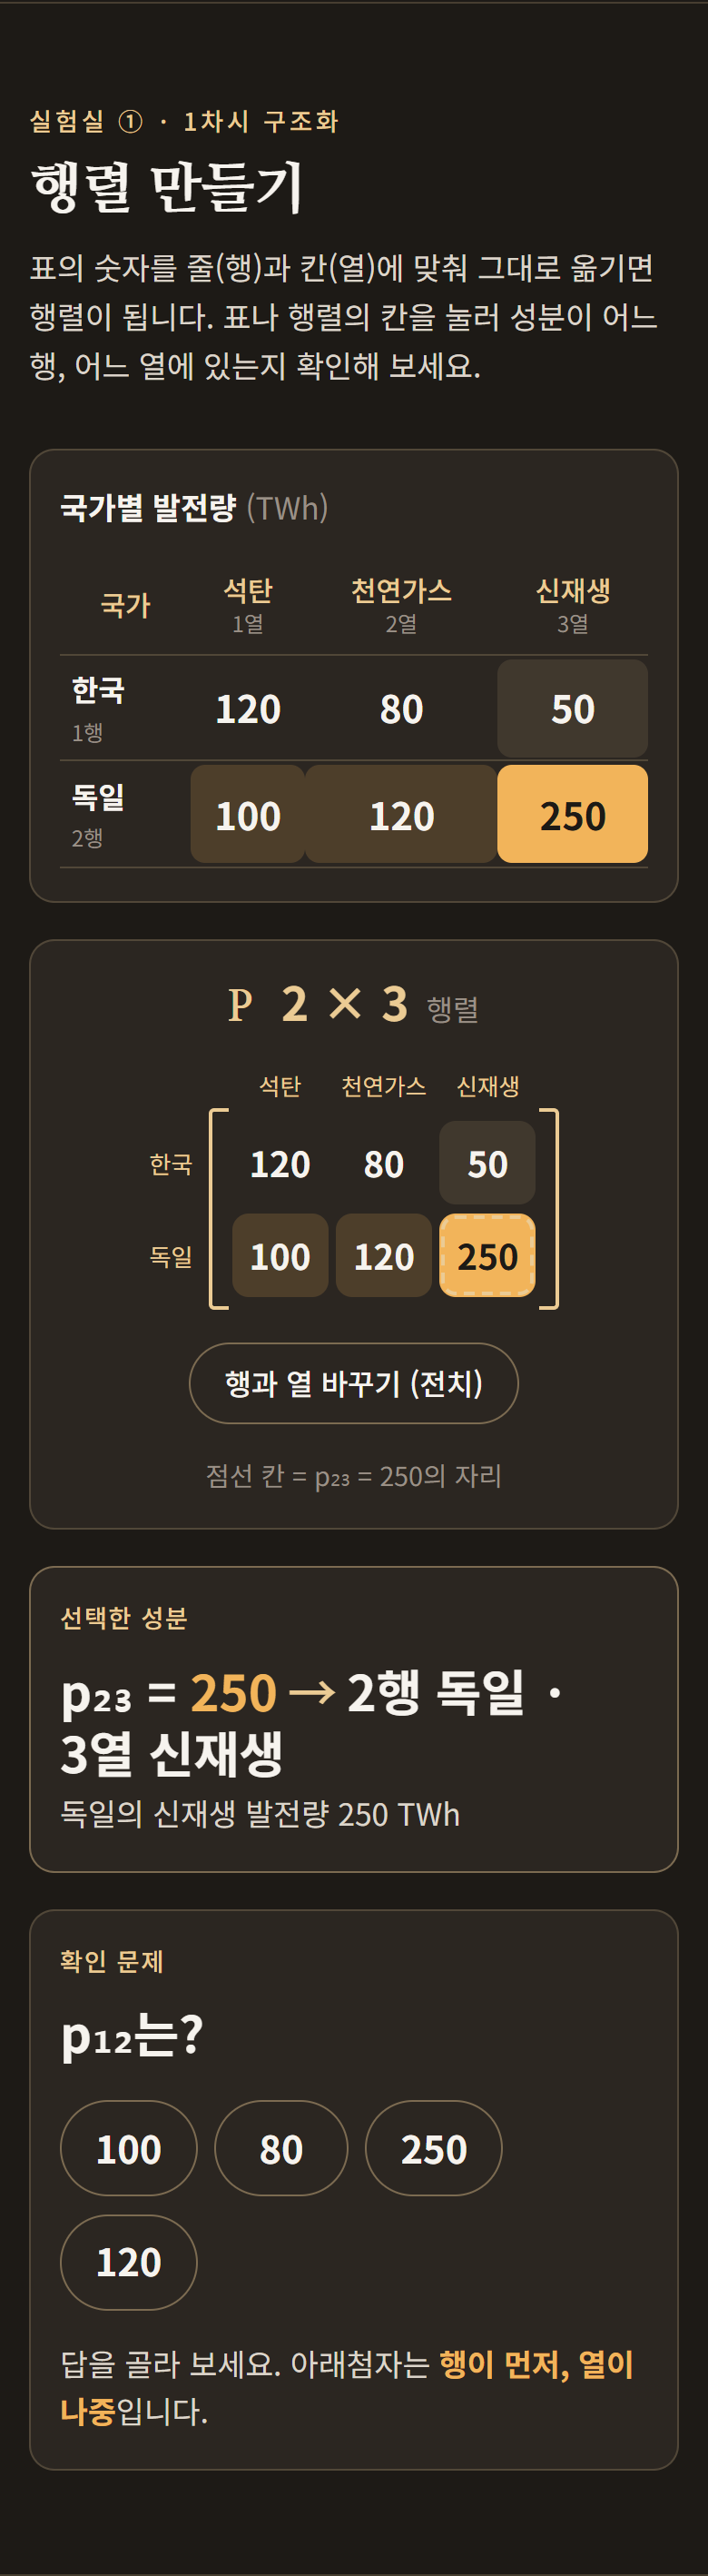 실험실 ① · 1차시 구조화
행렬 만들기
표의 숫자를 줄(행)과 칸(열)에 맞춰 그대로 옮기면
행렬이 됩니다. 표나 행렬의 칸을 눌러 성분이 어느
행, 어느 열에 있는지 확인해 보세요.
국가별 발전량 (TWh)
국가 석탄 천연가스 신재생
1열 2열 3열
한국 120 80 50
1행
독일 100 120 250
2행
P 2 × 3 행렬
석탄 천연가스 신재생
한국 120 80 50
독일 100 120 250
행과 열 바꾸기 (전치)
점선 칸 = p₂₃ = 250의 자리
선택한 성분
p₂₃ = 250 → 2행 독일 ·
3열 신재생
독일의 신재생 발전량 250 TWh
확인 문제
p₁₂는?
100 80 250
120
답을 골라 보세요. 아래첨자는 행이 먼저, 열이
나중입니다.